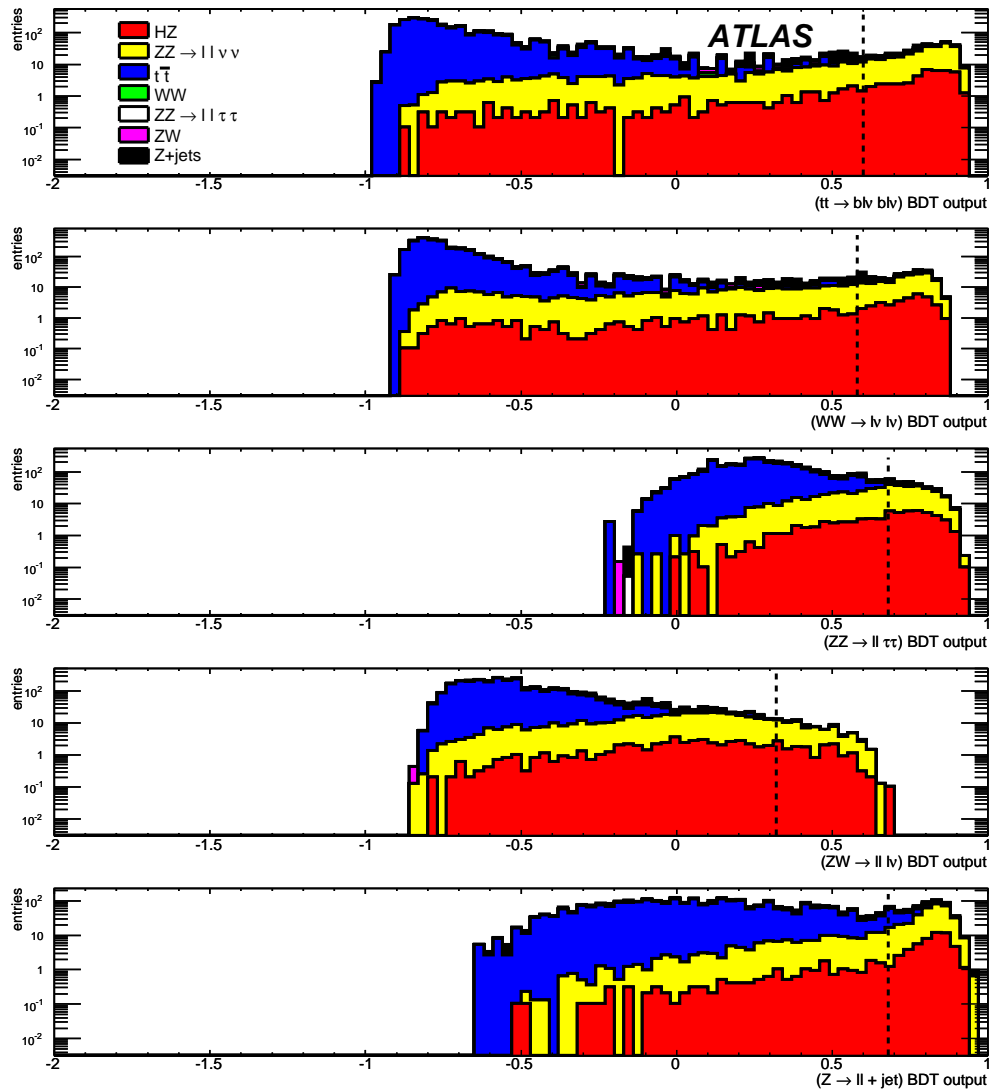 entries
10²
10
1
10⁻¹
10⁻²
HZ
ZZ → l l ν ν
t t̅
WW
ZZ → l l τ τ
ZW
Z+jets
ATLAS
-2 -1.5 -1 -0.5 0 0.5 1
(tt → blν blν) BDT output
entries
10²
10
1
10⁻¹
10⁻²
-2 -1.5 -1 -0.5 0 0.5 1
(WW → lν lν) BDT output
entries
10²
10
1
10⁻¹
10⁻²
-2 -1.5 -1 -0.5 0 0.5 1
(ZZ → ll ττ) BDT output
entries
10²
10
1
10⁻¹
10⁻²
-2 -1.5 -1 -0.5 0 0.5 1
(ZW → ll lν) BDT output
entries
10²
10
1
10⁻¹
10⁻²
-2 -1.5 -1 -0.5 0 0.5 1
(Z → ll + jet) BDT output